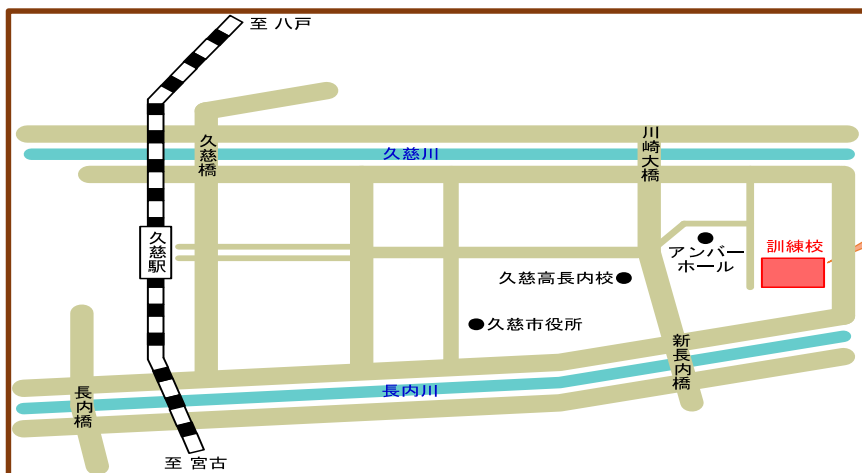 至 八戸
久慈橋
川崎大橋
久慈川
久慈駅
アンバー
ホール
訓練校
久慈高長内校
久慈市役所
新長内橋
長内橋
長内川
至 宮古